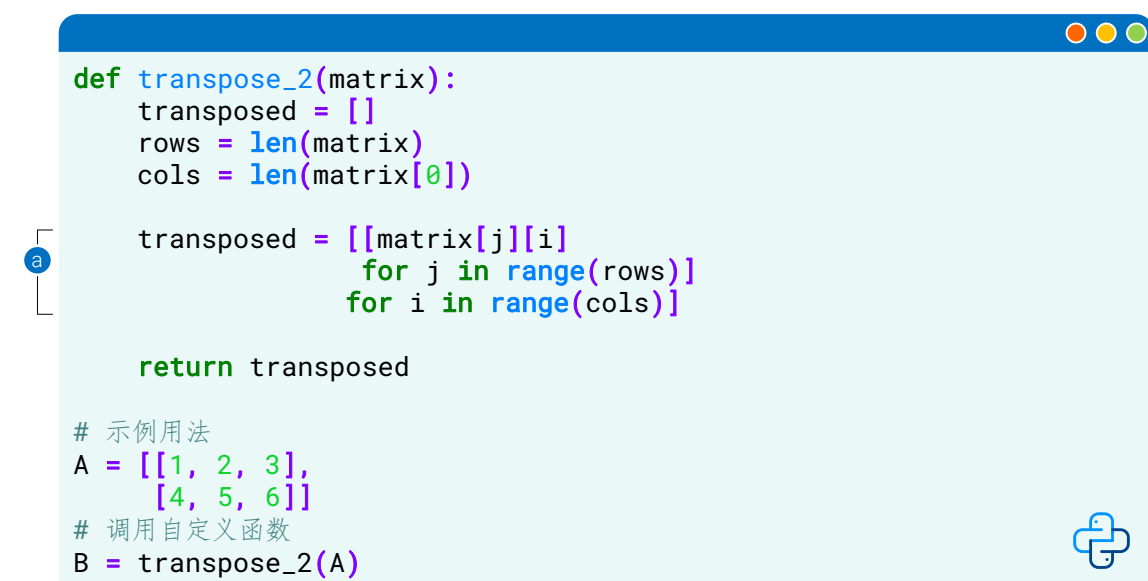 def transpose_2(matrix):
    transposed = []
    rows = len(matrix)
    cols = len(matrix[0])
a
    transposed = [[matrix[j][i]
                  for j in range(rows)]
                 for i in range(cols)]
    return transposed
# 示例用法
A = [[1, 2, 3],
     [4, 5, 6]]
# 调用自定义函数
B = transpose_2(A)